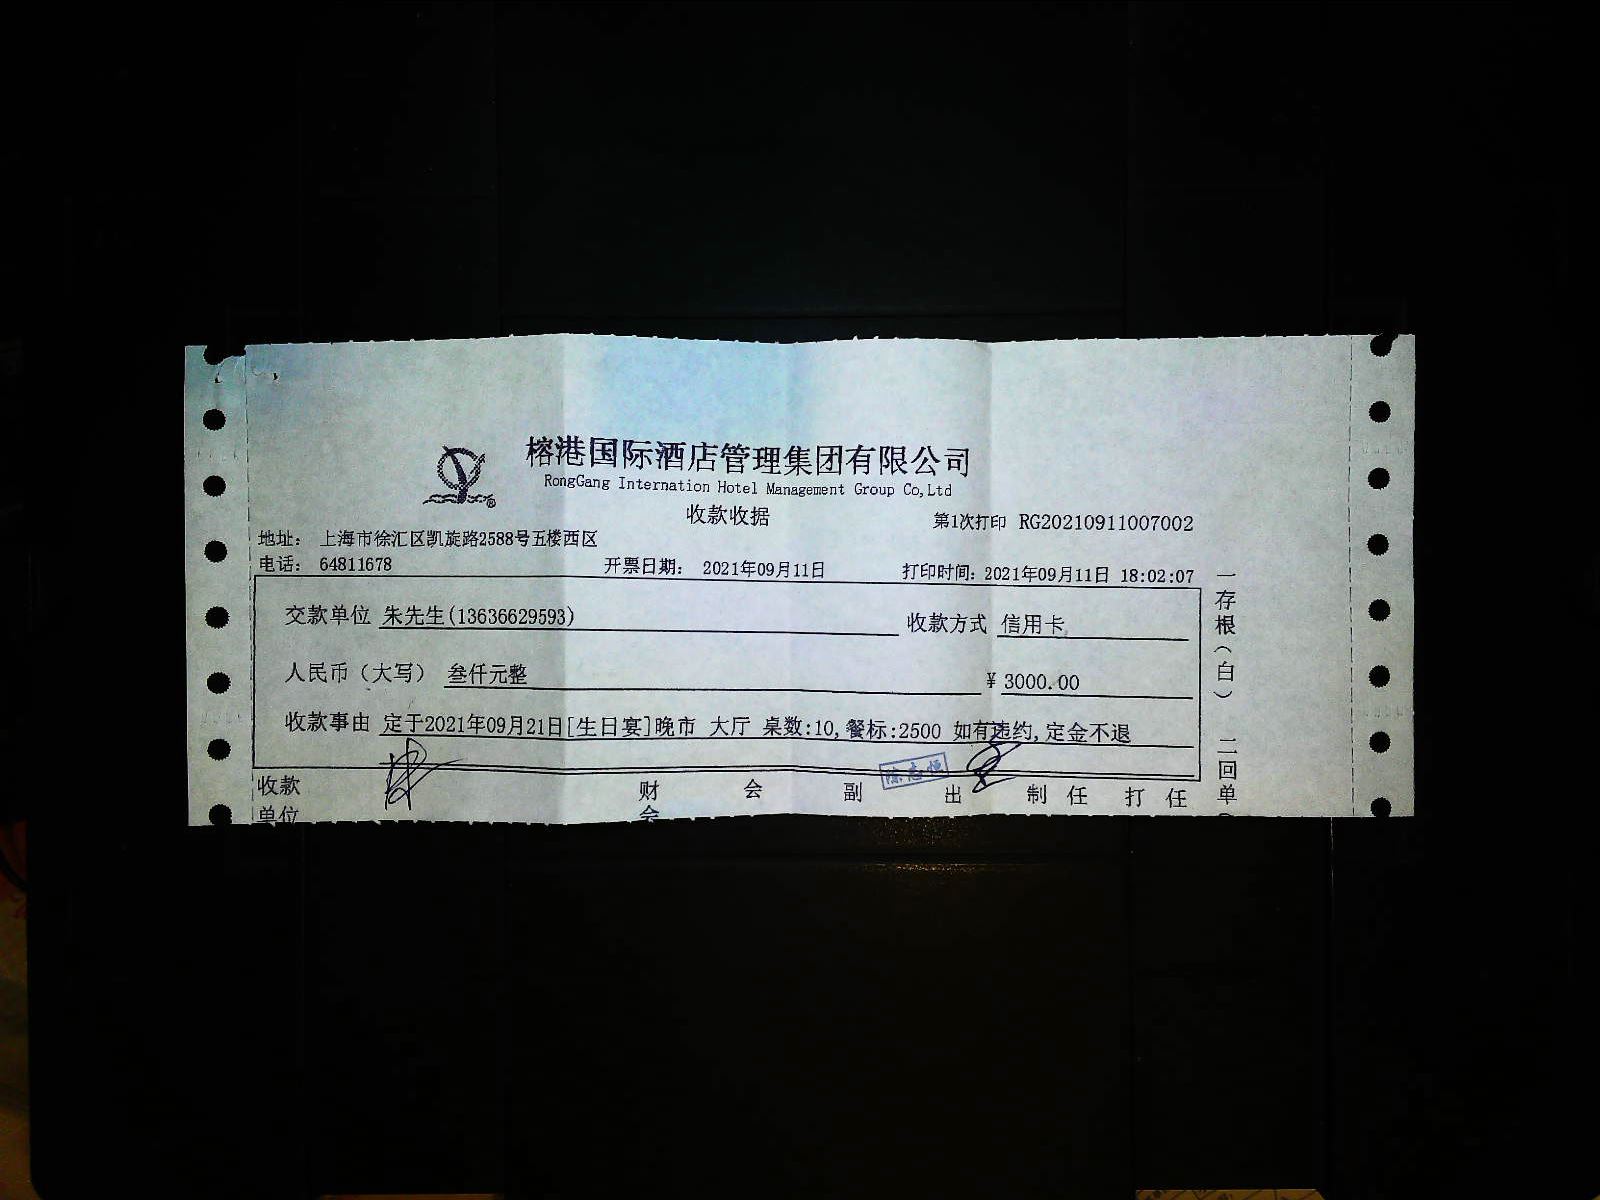 榕港国际酒店管理集团有限公司
RongGang Internation Hotel Management Group Co,Ltd
收款收据
第1次打印 RG20210911007002
地址： 上海市徐汇区凯旋路2588号五楼西区
电话： 64811678 开票日期： 2021年09月11日 打印时间：2021年09月11日 18:02:07
交款单位 朱先生(13636629593) 收款方式 信用卡
人民币（大写） 叁仟元整 ¥ 3000.00
收款事由 定于2021年09月21日[生日宴]晚市 大厅 桌数:10,餐标:2500 如有违约,定金不退
陈志恒
收款 财 会 副 出 制 任 打 任
单位 会
一存根（白） 二回单（